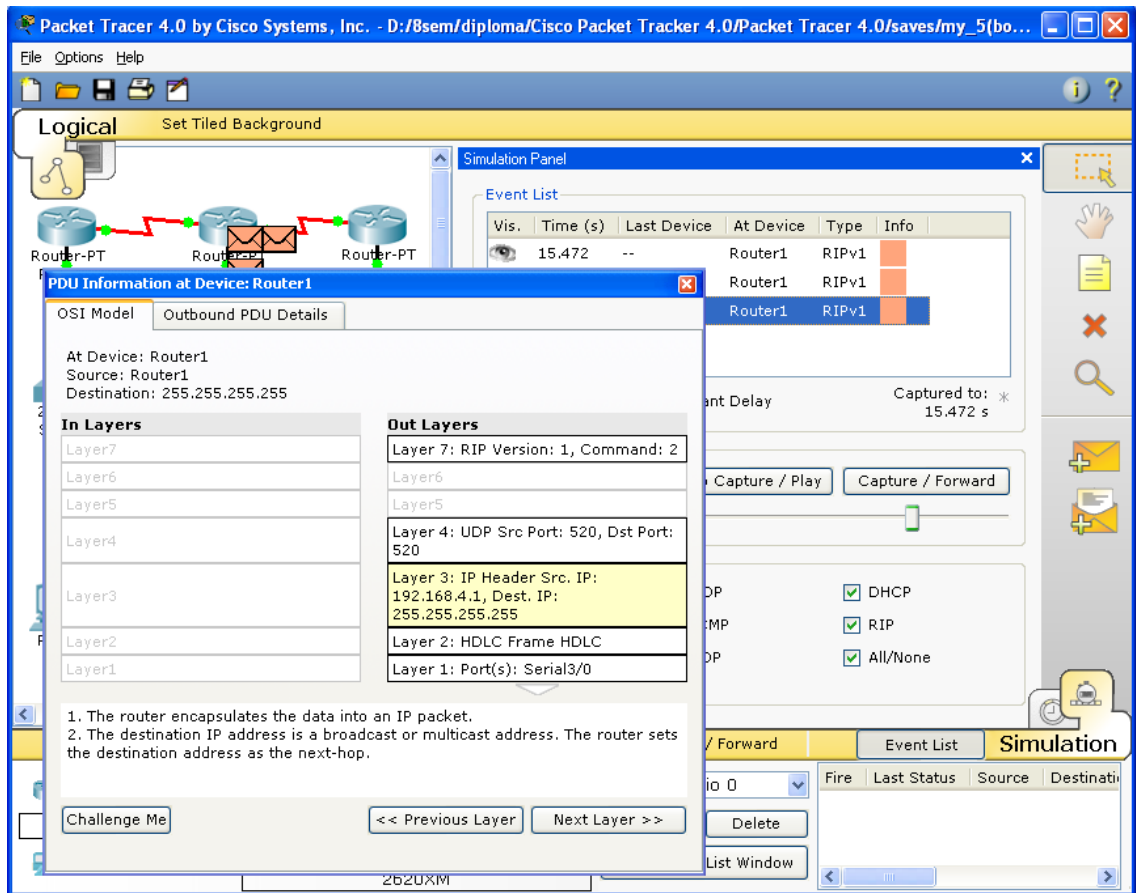 Packet Tracer 4.0 by Cisco Systems, Inc. - D:/8sem/diploma/Cisco Packet Tracker 4.0/Packet Tracer 4.0/saves/my_5(bo...
File Options Help
Logical Set Tiled Background
Router-PT Router-PT Router-PT
Simulation Panel
Event List
Vis. Time (s) Last Device At Device Type Info
15.472 -- Router1 RIPv1
Router1 RIPv1
Router1 RIPv1
Captured to:
15.472 s
Delay
Capture / Play Capture / Forward
DHCP
RIP
All/None
PDU Information at Device: Router1
OSI Model Outbound PDU Details
At Device: Router1
Source: Router1
Destination: 255.255.255.255
In Layers
Layer7
Layer6
Layer5
Layer4
Layer3
Layer2
Layer1
Out Layers
Layer 7: RIP Version: 1, Command: 2
Layer6
Layer5
Layer 4: UDP Src Port: 520, Dst Port:
520
Layer 3: IP Header Src. IP:
192.168.4.1, Dest. IP:
255.255.255.255
Layer 2: HDLC Frame HDLC
Layer 1: Port(s): Serial3/0
1. The router encapsulates the data into an IP packet.
2. The destination IP address is a broadcast or multicast address. The router sets
the destination address as the next-hop.
Challenge Me << Previous Layer Next Layer >>
/ Forward Event List Simulation
Fire Last Status Source
Delete
List Window
2620XM